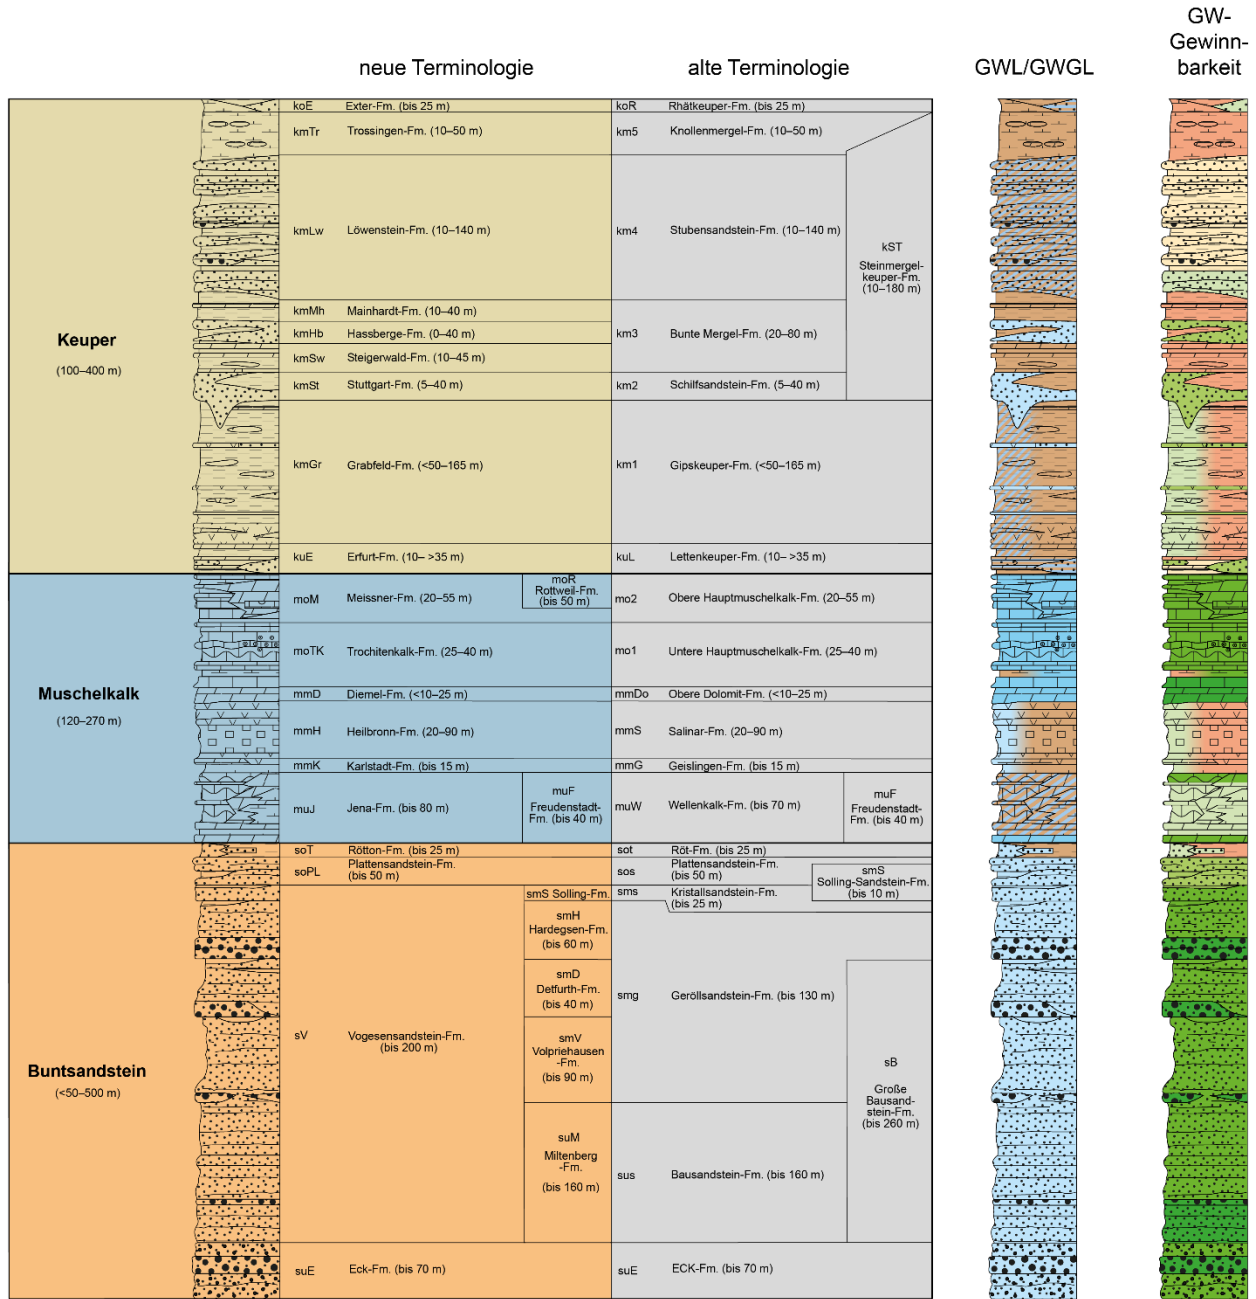 neue Terminologie
alte Terminologie
GWL/GWGL
GW-
Gewinn-
barkeit
Keuper
(100–400 m)
koE Exter-Fm. (bis 25 m)
koR Rhätkeuper-Fm. (bis 25 m)
kmTr Trossingen-Fm. (10–50 m)
km5 Knollenmergel-Fm. (10–50 m)
kmLw Löwenstein-Fm. (10–140 m)
km4 Stubensandstein-Fm. (10–140 m)
kST
Steinmergel-
keuper-Fm.
(10–180 m)
kmMh Mainhardt-Fm. (10–40 m)
kmHb Hassberge-Fm. (0–40 m)
km3 Bunte Mergel-Fm. (20–80 m)
kmSw Steigerwald-Fm. (10–45 m)
kmSt Stuttgart-Fm. (5–40 m)
km2 Schilfsandstein-Fm. (5–40 m)
kmGr Grabfeld-Fm. (<50–165 m)
km1 Gipskeuper-Fm. (<50–165 m)
kuE Erfurt-Fm. (10– >35 m)
kuL Lettenkeuper-Fm. (10– >35 m)
Muschelkalk
(120–270 m)
moM Meissner-Fm. (20–55 m)
moR
Rottweil-Fm.
(bis 50 m)
mo2 Obere Hauptmuschelkalk-Fm. (20–55 m)
moTK Trochitenkalk-Fm. (25–40 m)
mo1 Untere Hauptmuschelkalk-Fm. (25–40 m)
mmD Diemel-Fm. (<10–25 m)
mmDo Obere Dolomit-Fm. (<10–25 m)
mmH Heilbronn-Fm. (20–90 m)
mmS Salinar-Fm. (20–90 m)
mmK Karlstadt-Fm. (bis 15 m)
mmG Geislingen-Fm. (bis 15 m)
muJ Jena-Fm. (bis 80 m)
muF
Freudenstadt-
Fm. (bis 40 m)
muW Wellenkalk-Fm. (bis 70 m)
muF
Freudenstadt-
Fm. (bis 40 m)
Buntsandstein
(<50–500 m)
soT Rötton-Fm. (bis 25 m)
sot Röt-Fm. (bis 25 m)
soPL Plattensandstein-Fm.
(bis 50 m)
sos Plattensandstein-Fm.
(bis 50 m)
smS
Solling-Sandstein-Fm.
(bis 10 m)
smS Solling-Fm.
sms Kristallsandstein-Fm.
(bis 25 m)
smH
Hardegsen-Fm.
(bis 60 m)
smD
Detfurth-Fm.
(bis 40 m)
smg Geröllsandstein-Fm. (bis 130 m)
sV Vogesensandstein-Fm.
(bis 200 m)
smV
Volpriehausen
-Fm.
(bis 90 m)
sB
Große
Bausand-
stein-Fm.
(bis 260 m)
suM
Miltenberg
-Fm.
(bis 160 m)
sus Bausandstein-Fm. (bis 160 m)
suE Eck-Fm. (bis 70 m)
suE ECK-Fm. (bis 70 m)